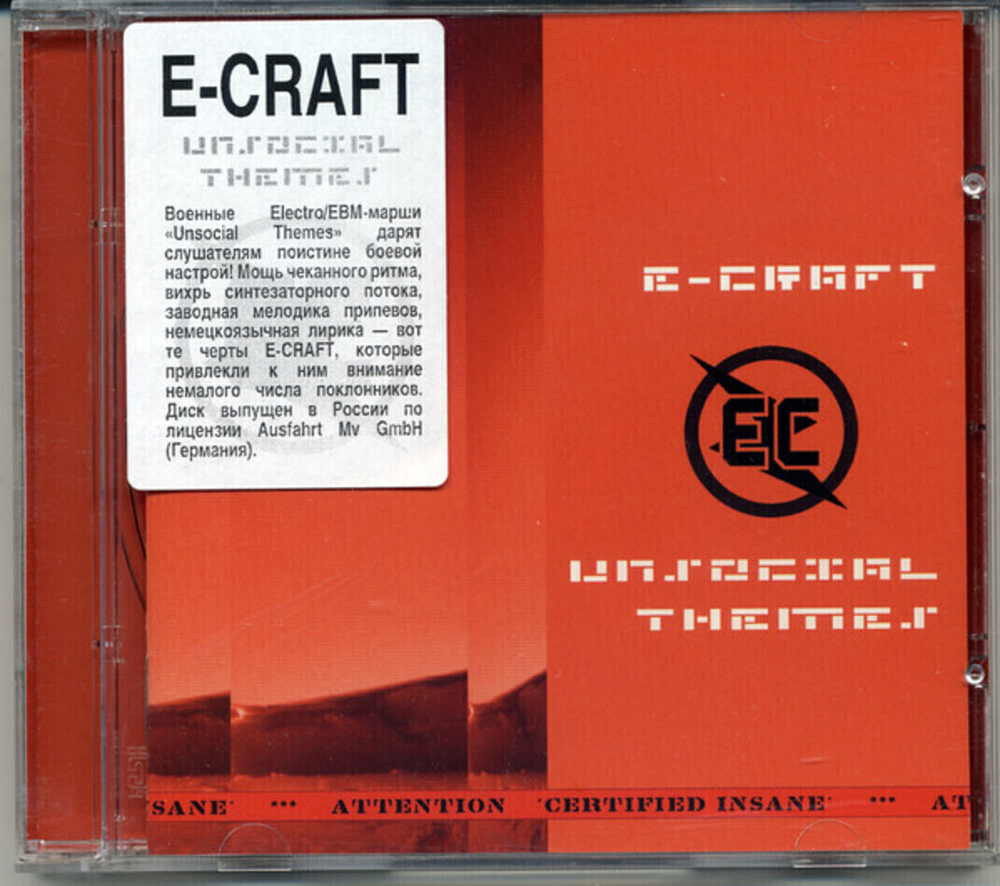 E-CRAFT
UNSOCIAL
THEMES
Военные Electro/EBM-марши
«Unsocial Themes» дарят
слушателям поистине боевой
настрой! Мощь чеканного ритма,
вихрь синтезаторного потока,
заводная мелодика припевов,
немецкоязычная лирика — вот
те черты E-CRAFT, которые
привлекли к ним внимание
немалого числа поклонников.
Диск выпущен в России по
лицензии Ausfahrt Mv GmbH
(Германия).
E-CRAFT
EC
UNSOCIAL
THEMES
SANE' *** ATTENTION 'CERTIFIED INSANE' *** AT